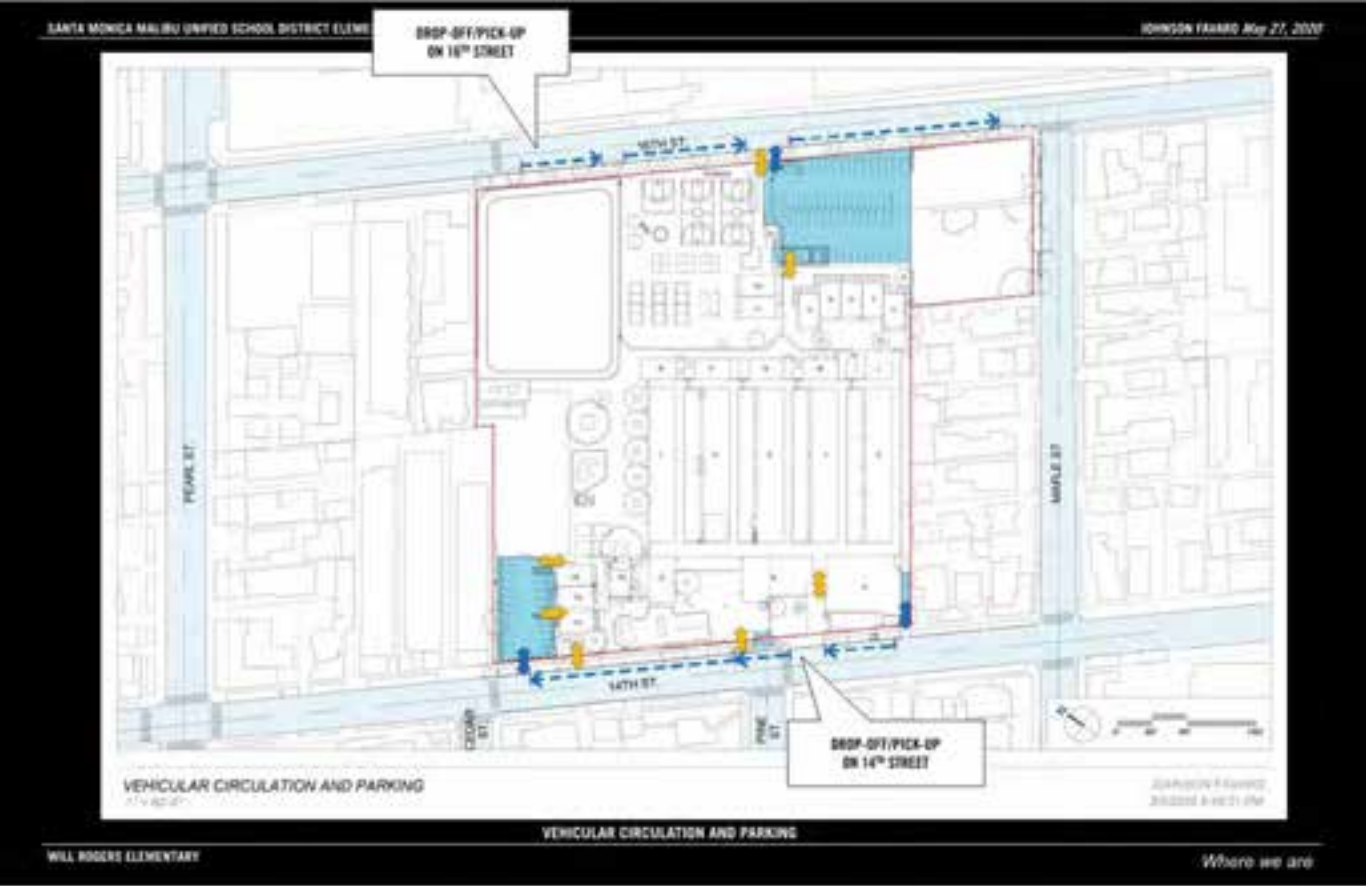 SANTA MONICA MALIBU UNIFIED SCHOOL DISTRICT ELEME
JOHNSON FAVARO May 27, 2020
DROP-OFF/PICK-UP
ON 16TH STREET
16TH ST.
PEARL ST
MAPLE ST
14TH ST.
CEDAR
ST
PINE
ST
DROP-OFF/PICK-UP
ON 14TH STREET
VEHICULAR CIRCULATION AND PARKING
JOHNSON FAVARO
VEHICULAR CIRCULATION AND PARKING
WILL ROGERS ELEMENTARY
Where we are